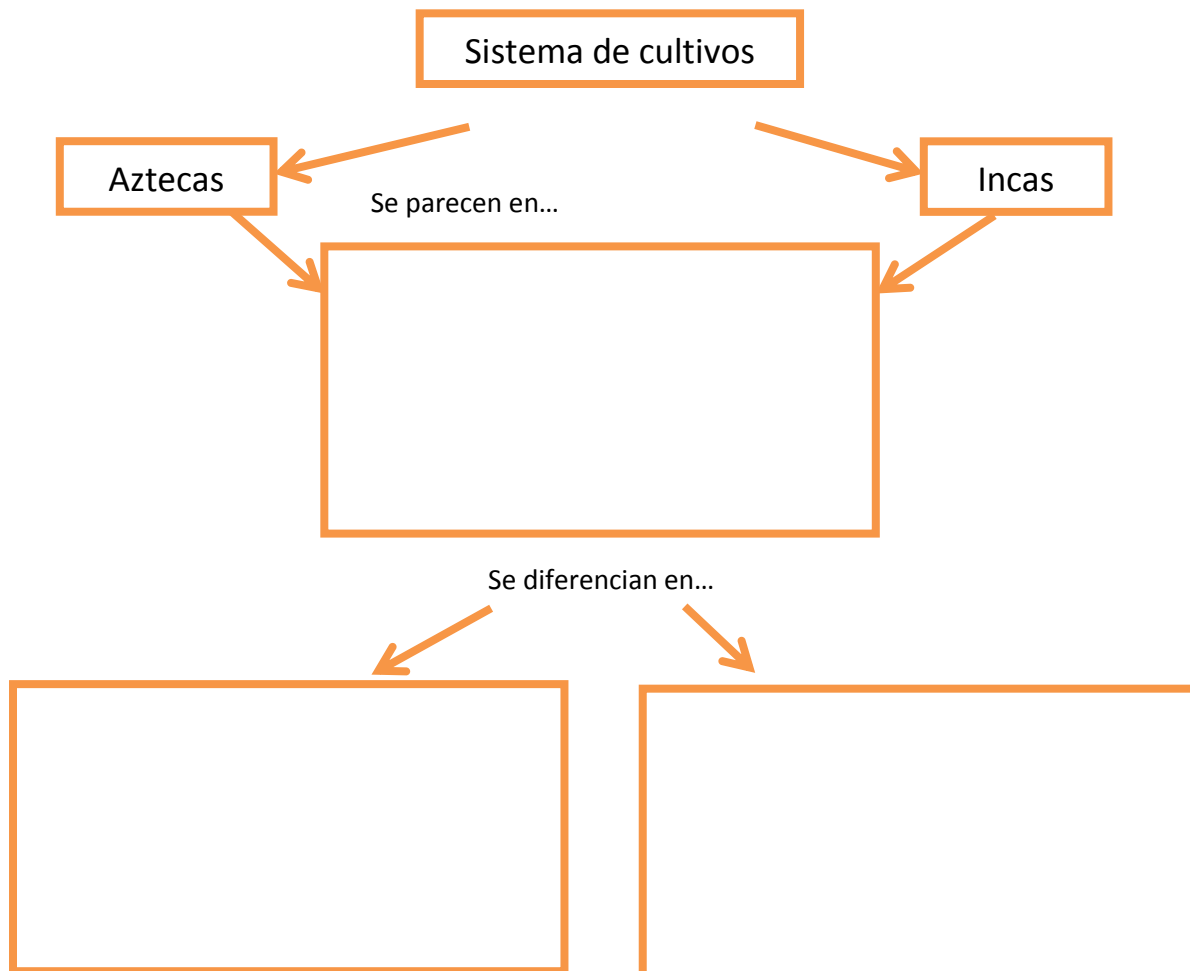 Sistema de cultivos
Aztecas
Incas
Se parecen en…
Se diferencian en…